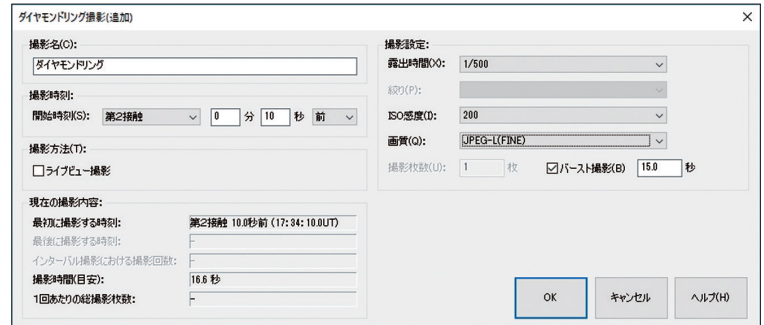 ダイヤモンドリング撮影(追加)
撮影名(C):
ダイヤモンドリング
撮影時刻:
開始時刻(S): 第2接触 0 分 10 秒 前
撮影方法(T):
ライブビュー撮影
現在の撮影内容:
最初に撮影する時刻: 第2接触 10.0秒前 (17:34:10.0UT)
最後に撮影する時刻: -
インターバル撮影における撮影回数: -
撮影時間(目安): 16.6 秒
1回あたりの総撮影枚数: -
撮影設定:
露出時間(X): 1/500
絞り(P):
ISO感度(I): 200
画質(Q): JPEG-L(FINE)
撮影枚数(U): 1 枚 バースト撮影(B) 15.0 秒
OK キャンセル ヘルプ(H)